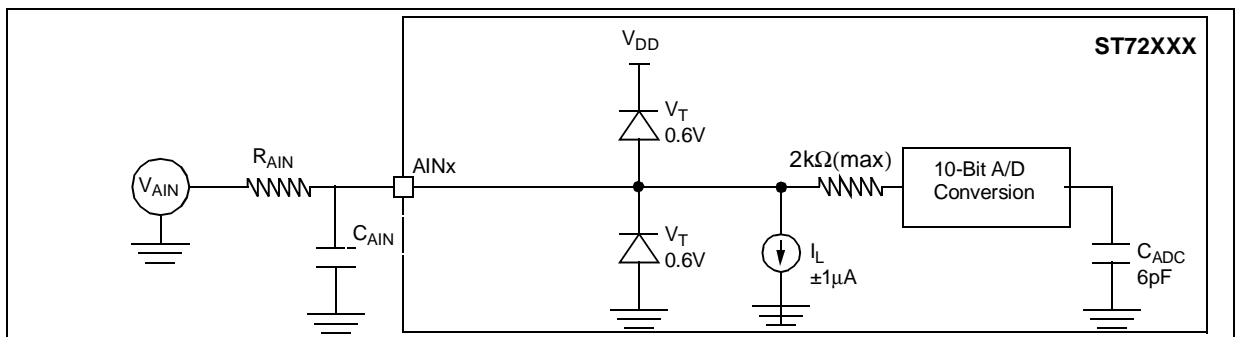 V_DD
ST72XXX
V_T
0.6V
R_AIN
AINx
2kΩ(max)
10-Bit A/D
Conversion
V_AIN
C_AIN
V_T
0.6V
I_L
±1μA
C_ADC
6pF